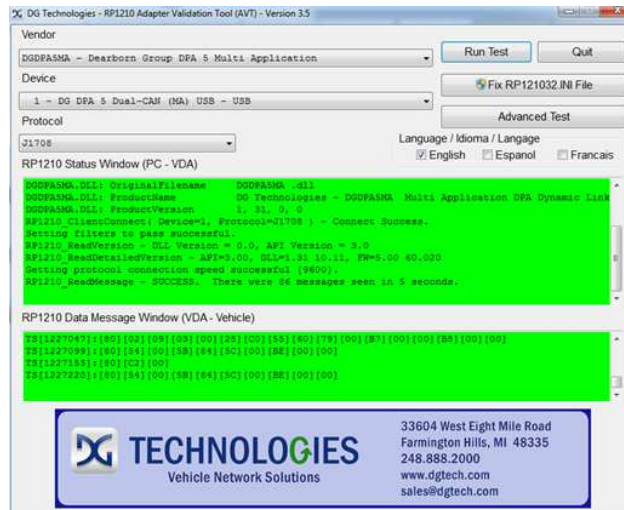 DG Technologies - RP1210 Adapter Validation Tool (AVT) - Version 3.5
Vendor
DGDPA5MA - Dearborn Group DPA 5 Multi Application
Run Test
Quit
Device
Fix RP121032.INI File
1 - DG DPA 5 Dual-CAN (MA) USB - USB
Advanced Test
Protocol
J1708
Language / Idioma / Langage
English
Espanol
Francais
RP1210 Status Window (PC - VDA)
DGDPA5MA.DLL: OriginalFilename DGDPA5MA .dll
DGDPA5MA.DLL: ProductName DG Technologies - DGDPA5MA Multi Application DPA Dynamic Link
DGDPA5MA.DLL: ProductVersion 1, 31, 0, 0
RP1210_ClientConnect( Device=1, Protocol=J1708 ) - Connect Success.
Setting filters to pass successful.
RP1210_ReadVersion - DLL Version = 0.0, API Version = 3.0
RP1210_ReadDetailedVersion - API=3.00, DLL=1.31 10.11, FW=5.00 60.020
Getting protocol connection speed successful [9600].
RP1210_ReadMessage - SUCCESS. There were 86 messages seen in 5 seconds.
RP1210 Data Message Window (VDA - Vehicle)
TS[1227047]:[80][02][09][03][00][25][C0][55][60][79][00][B7][00][00][B8][00][00]
TS[1227099]:[80][54][00][5B][84][5C][00][BE][00][00]
TS[1227155]:[80][C2][00]
TS[1227220]:[80][54][00][5B][84][5C][00][BE][00][00]
DG TECHNOLOGIES
Vehicle Network Solutions
33604 West Eight Mile Road
Farmington Hills, MI 48335
248.888.2000
www.dgtech.com
sales@dgtech.com